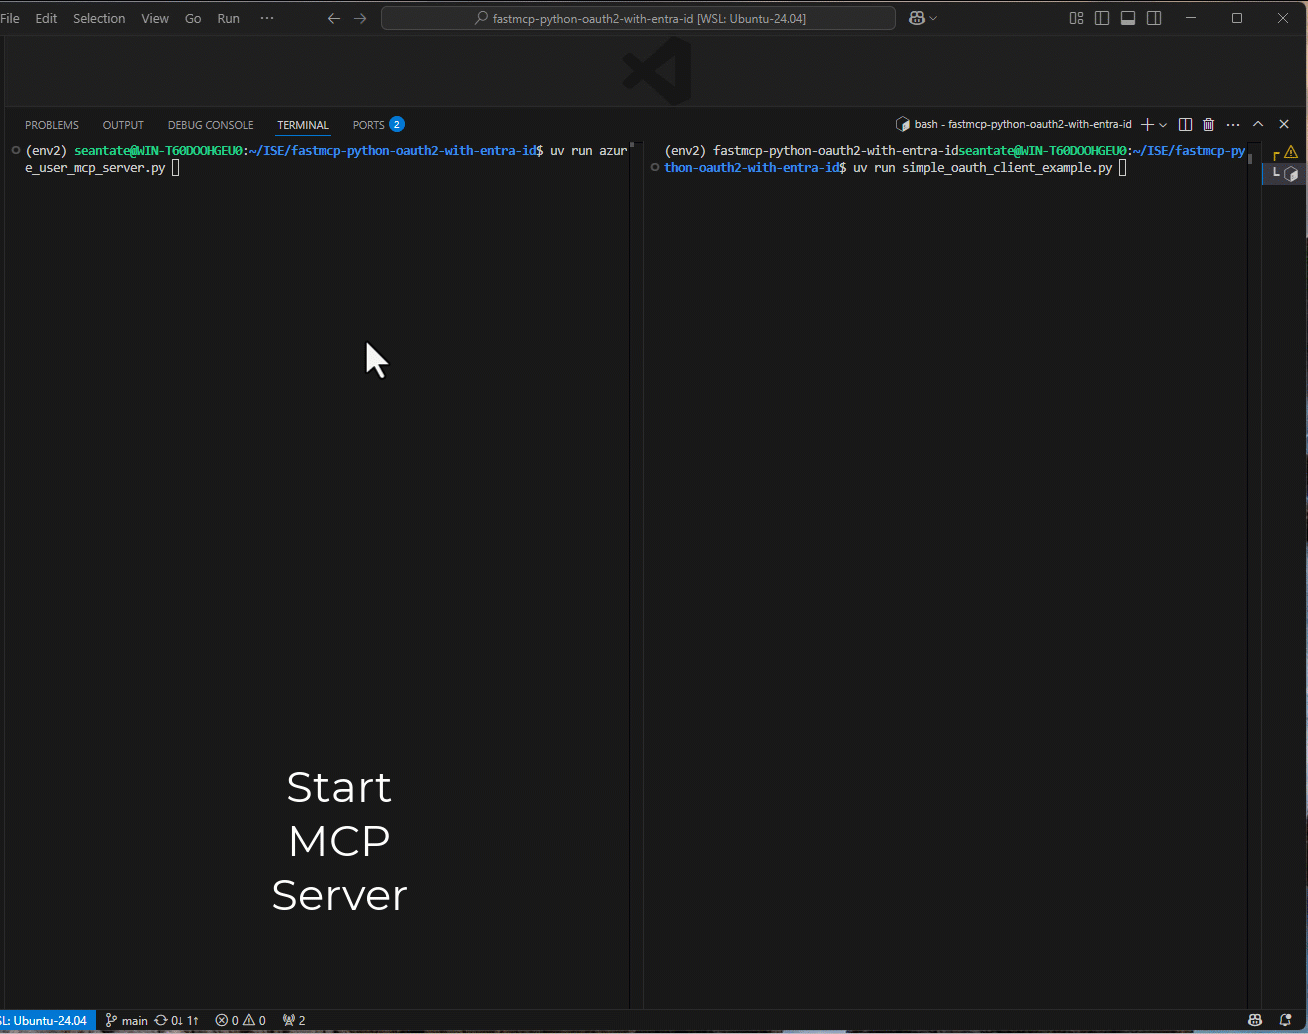 File Edit Selection View Go Run ···
fastmcp-python-oauth2-with-entra-id [WSL: Ubuntu-24.04]
PROBLEMS OUTPUT DEBUG CONSOLE TERMINAL PORTS 2
bash - fastmcp-python-oauth2-with-entra-id
(env2) seantate@WIN-T60DOOHGEU0:~/ISE/fastmcp-python-oauth2-with-entra-id$ uv run azur
e_user_mcp_server.py
(env2) fastmcp-python-oauth2-with-entra-idseantate@WIN-T60DOOHGEU0:~/ISE/fastmcp-py
thon-oauth2-with-entra-id$ uv run simple_oauth_client_example.py
Start
MCP
Server
SL: Ubuntu-24.04 main 0↓ 1↑ 0 0 2